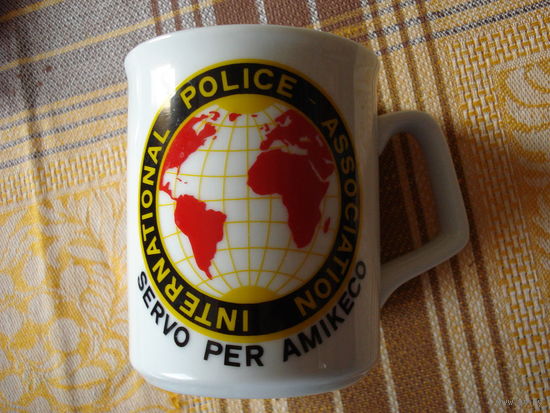 INTERNATIONAL POLICE ASSOCIATION
SERVO PER AMIKECO